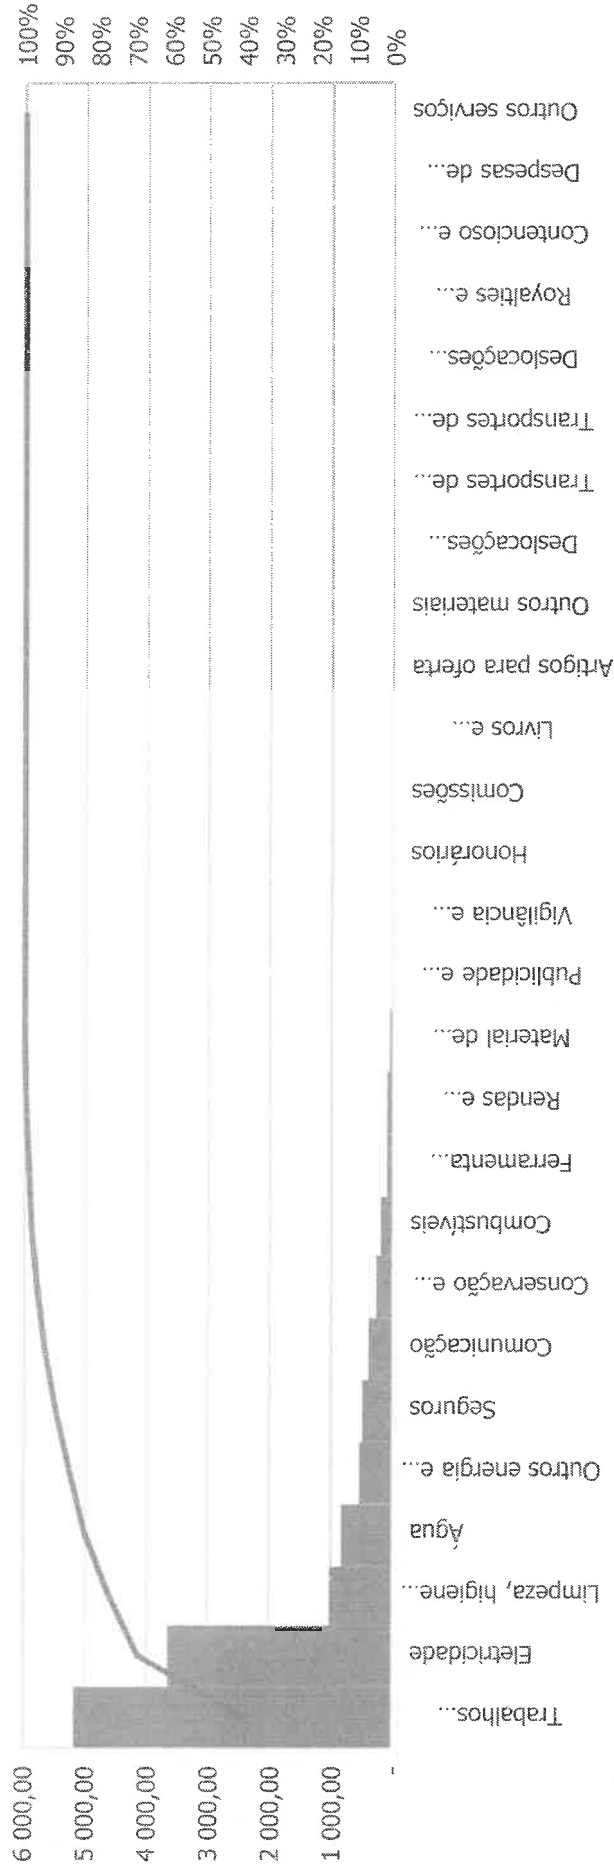 6 000,00
5 000,00
4 000,00
3 000,00
2 000,00
1 000,00
-
100%
90%
80%
70%
60%
50%
40%
30%
20%
10%
0%
Trabalhos...
Eletricidade
Limpeza, higiene...
Água
Outros energia e...
Seguros
Comunicação
Conservação e...
Combustíveis
Ferramenta...
Rendas e...
Material de...
Publicidade e...
Vigilância e...
Honorários
Comissões
Livros e...
Artigos para oferta
Outros materiais
Deslocações...
Transportes de...
Transportes de...
Deslocações...
Royalties e...
Contencioso e...
Despesas de...
Outros serviços